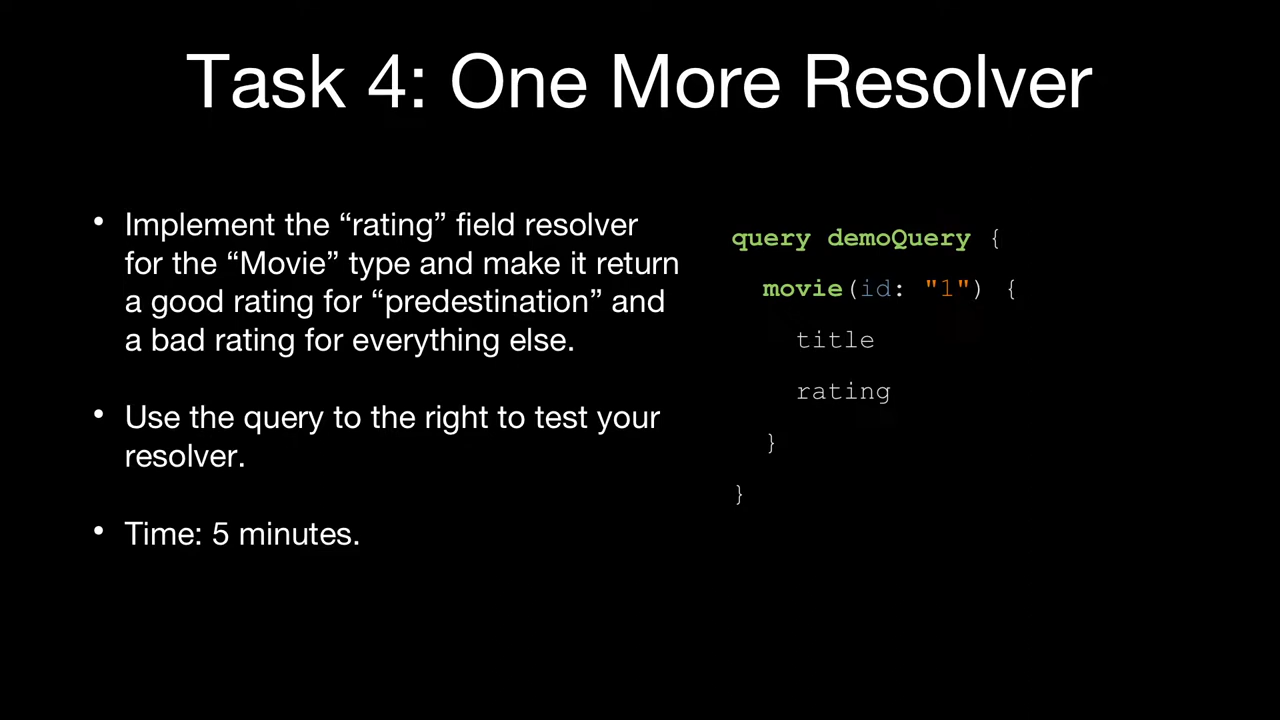 Task 4: One More Resolver
• Implement the “rating” field resolver
for the “Movie” type and make it return
a good rating for “predestination” and
a bad rating for everything else.
• Use the query to the right to test your
resolver.
• Time: 5 minutes.
query demoQuery {
movie(id: "1") {
title
rating
}
}